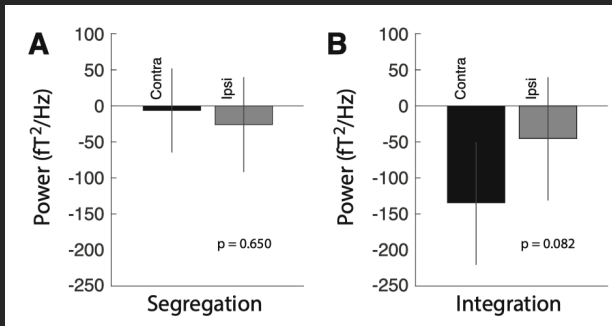 A
Power (fT²/Hz)
100
50
0
-50
-100
-150
-200
-250
Contra
Ipsi
p = 0.650
Segregation
B
Power (fT²/Hz)
100
50
0
-50
-100
-150
-200
-250
Contra
Ipsi
p = 0.082
Integration